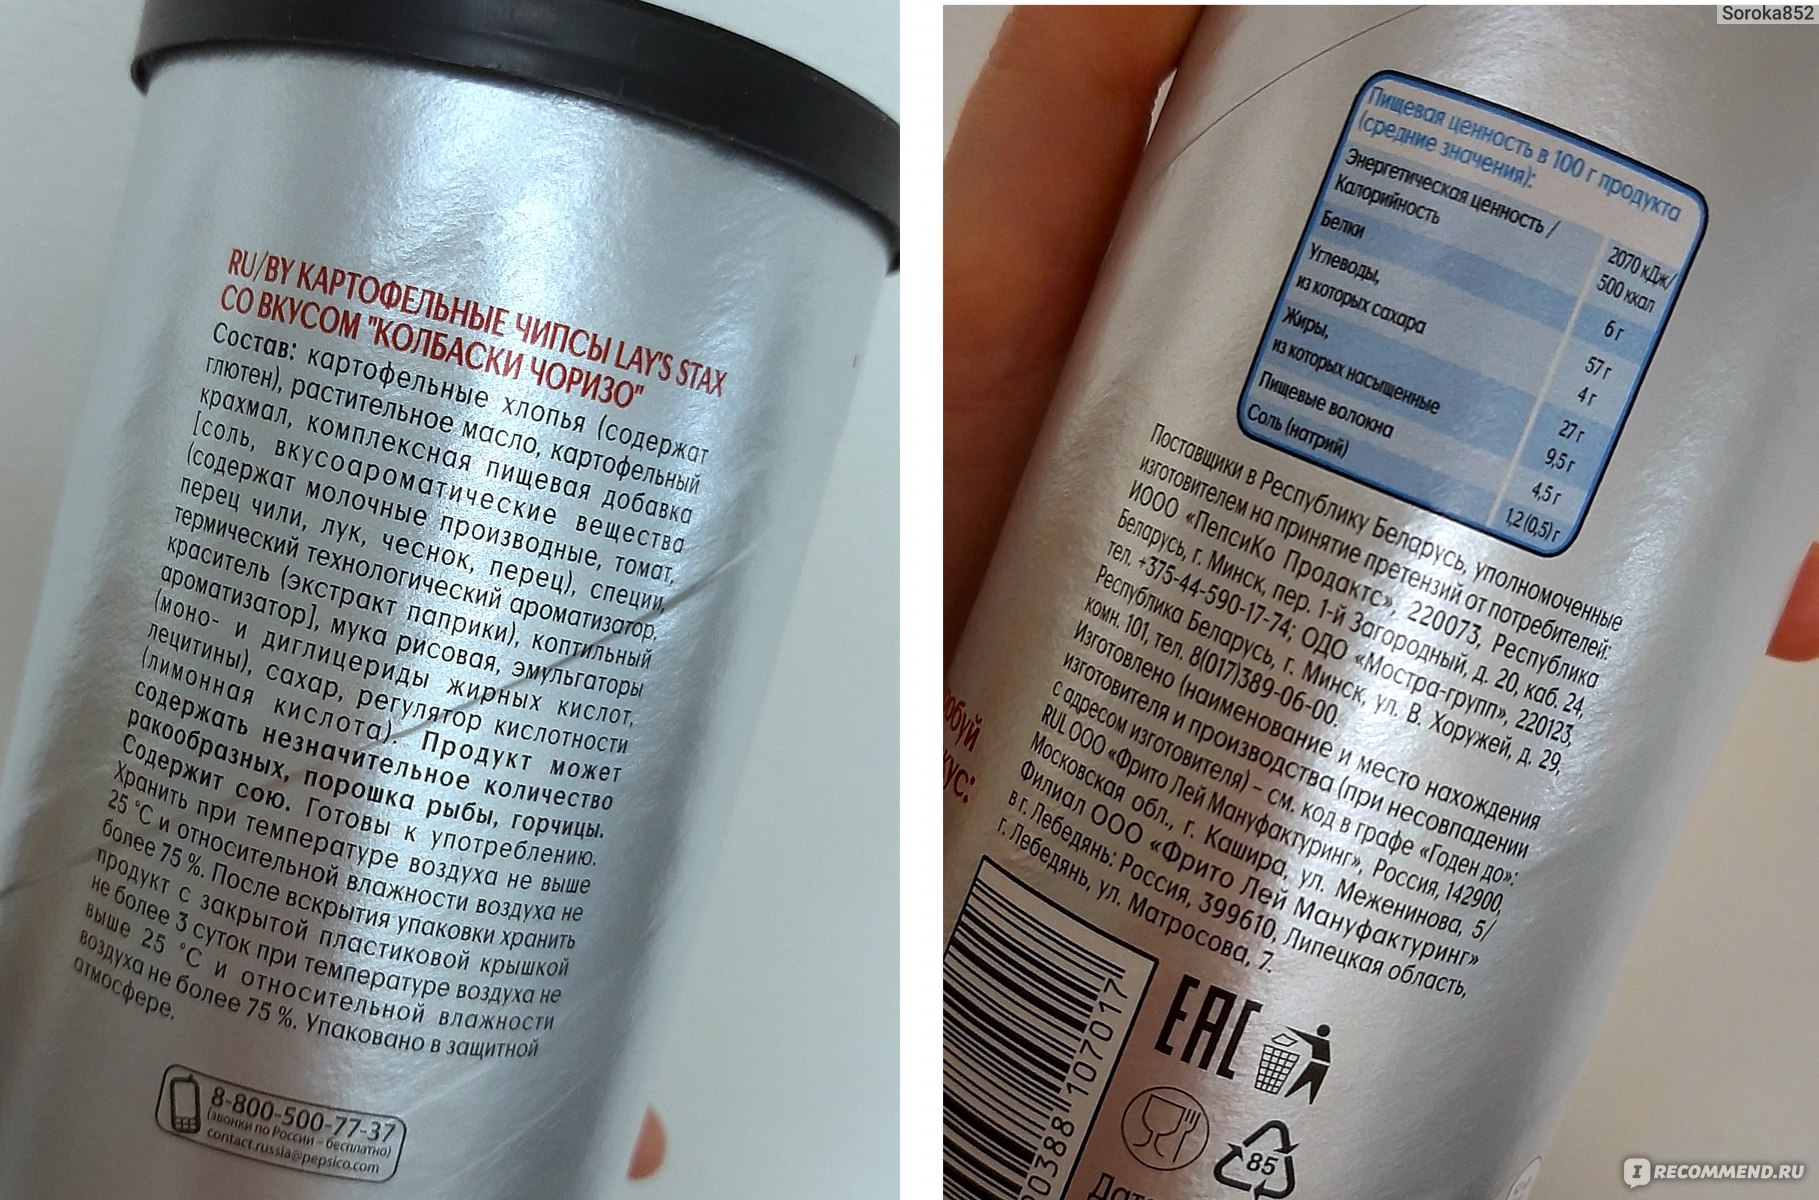 RU/BY КАРТОФЕЛЬНЫЕ ЧИПСЫ LAY'S STAX
СО ВКУСОМ "КОЛБАСКИ ЧОРИЗО"
Состав: картофельные хлопья (содержат
глютен), растительное масло, картофельный
крахмал, комплексная пищевая добавка
[соль, вкусоароматические вещества
(содержат молочные производные, томат,
перец чили, лук, чеснок, перец), специи,
термический технологический ароматизатор,
краситель (экстракт паприки), коптильный
ароматизатор], мука рисовая, эмульгаторы
(моно- и диглицериды жирных кислот,
лецитины), сахар, регулятор кислотности
(лимонная кислота). Продукт может
содержать незначительное количество
ракообразных, порошка рыбы, горчицы.
Содержит сою. Готовы к употреблению.
Хранить при температуре воздуха не выше
25 °C и относительной влажности воздуха не
более 75 %. После вскрытия упаковки хранить
продукт с закрытой пластиковой крышкой
не более 3 суток при температуре воздуха не
выше 25 °C и относительной влажности
воздуха не более 75 %. Упаковано в защитной
атмосфере.
8-800-500-77-37
(звонки по России - бесплатно)
contact.russia@pepsico.com
Soroka852
Пищевая ценность в 100 г продукта
(средние значения):
Энергетическая ценность /
Калорийность
2070 кДж/
500 ккал
Белки
6 г
Углеводы,
57 г
из которых сахара
4 г
Жиры,
27 г
из которых насыщенные
9,5 г
Пищевые волокна
4,5 г
Соль (натрий)
1,2 (0,5) г
Поставщики в Республику Беларусь, уполномоченные
изготовителем на принятие претензий от потребителей:
ИООО «ПепсиКо Продактс», 220073, Республика
Беларусь, г. Минск, пер. 1-й Загородный, д. 20, каб. 24,
тел. +375-44-590-17-74; ОДО «Мостра-групп», 220123,
Республика Беларусь, г. Минск, ул. В. Хоружей, д. 29,
комн. 101, тел. 8(017)389-06-00.
Изготовлено (наименование и место нахождения
изготовителя и производства (при несовпадении
с адресом изготовителя) – см. код в графе «Годен до»:
RUL ООО «Фрито Лей Мануфактуринг», Россия, 142900,
Московская обл., г. Кашира, ул. Меженинова, 5/
Филиал ООО «Фрито Лей Мануфактуринг»
в г. Лебедянь: Россия, 399610, Липецкая область,
г. Лебедянь, ул. Матросова, 7.
00388107017
EAC
85
IRECOMMEND.RU